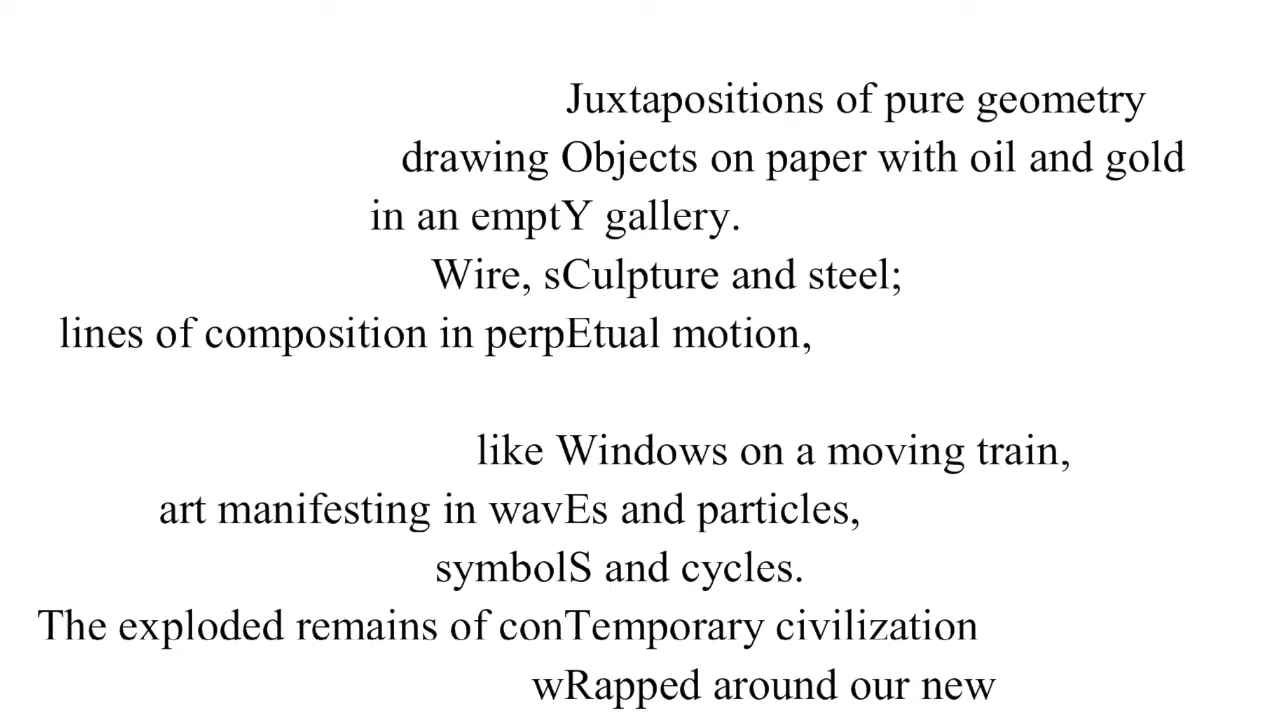 Juxtapositions of pure geometry
drawing Objects on paper with oil and gold
in an emptY gallery.
Wire, sCulpture and steel;
lines of composition in perpEtual motion,
like Windows on a moving train,
art manifesting in wavEs and particles,
symbolS and cycles.
The exploded remains of conTemporary civilization
wRapped around our new